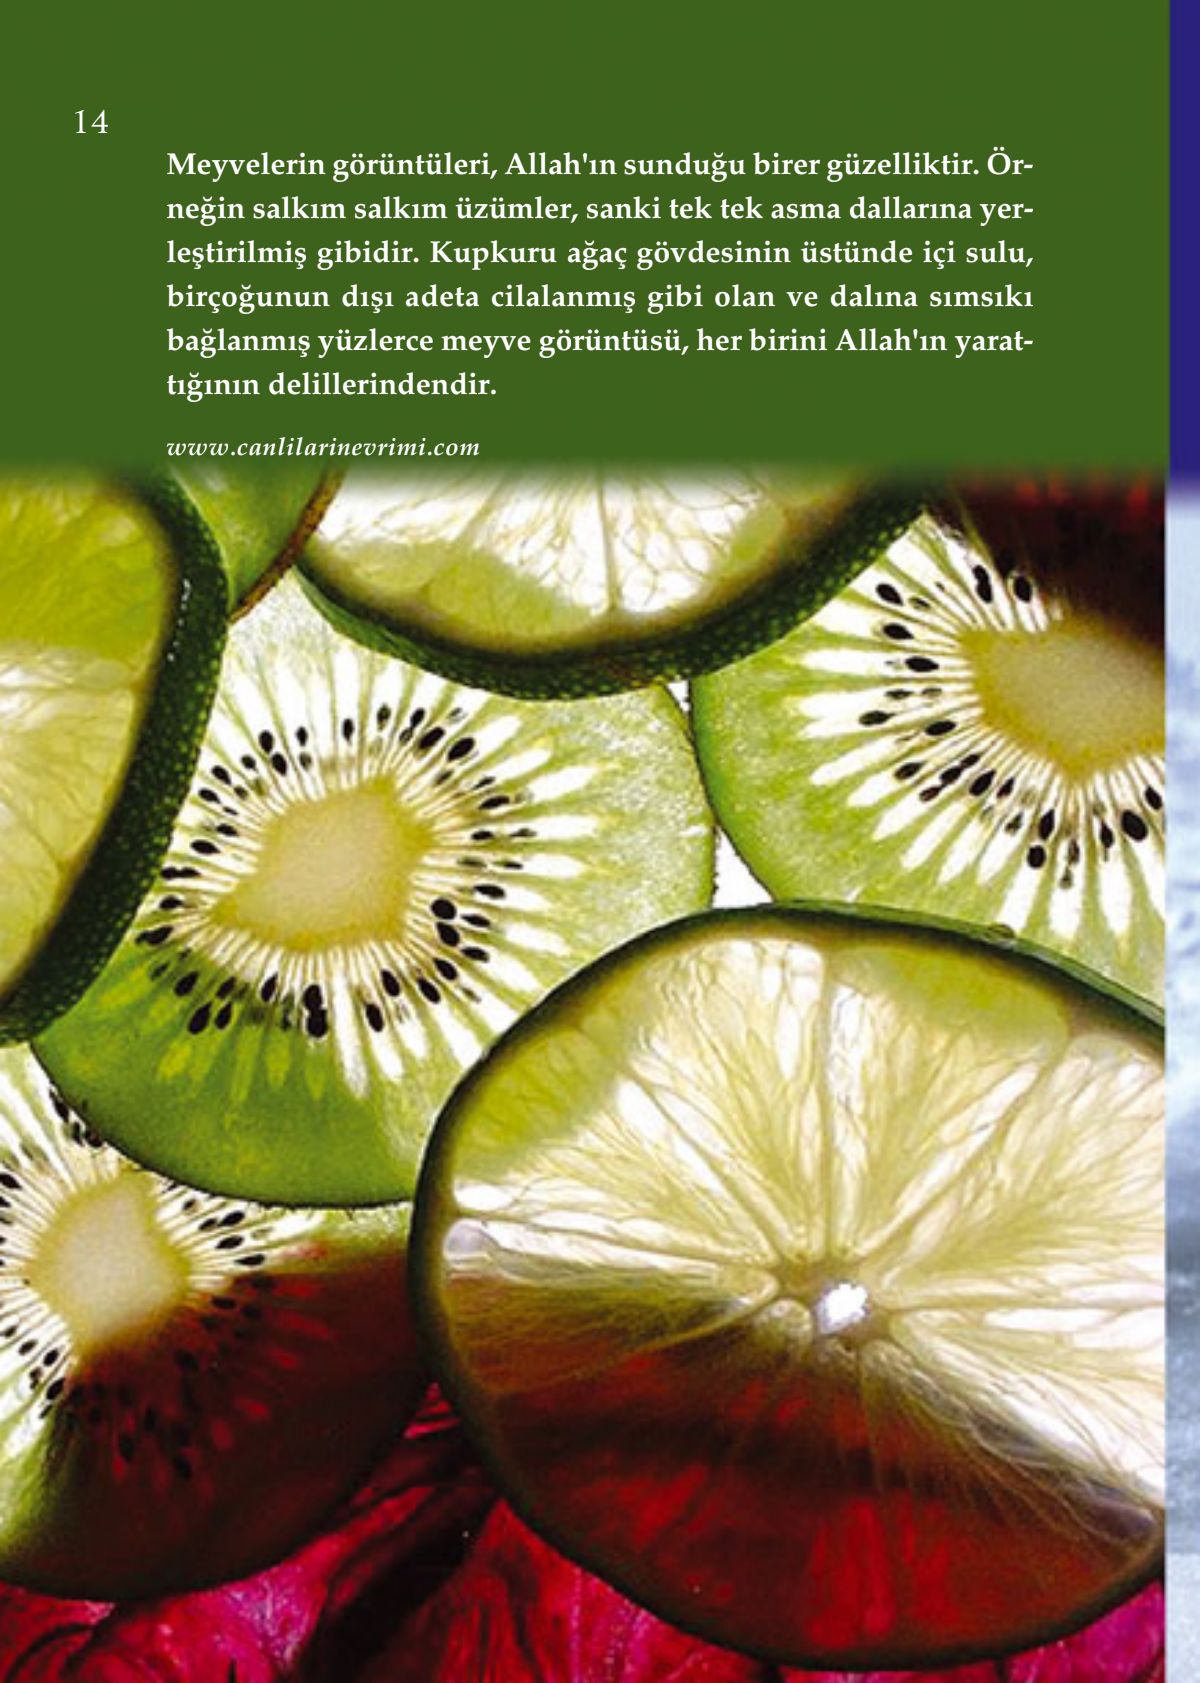 14
Meyvelerin görüntüleri, Allah'ın sunduğu birer güzelliktir. Ör-
neğin salkım salkım üzümler, sanki tek tek asma dallarına yer-
leştirilmiş gibidir. Kupkuru ağaç gövdesinin üstünde içi sulu,
birçoğunun dışı adeta cilalanmış gibi olan ve dalına sımsıkı
bağlanmış yüzlerce meyve görüntüsü, her birini Allah'ın yarat-
tığının delillerindendir.
www.canlilarinevrimi.com